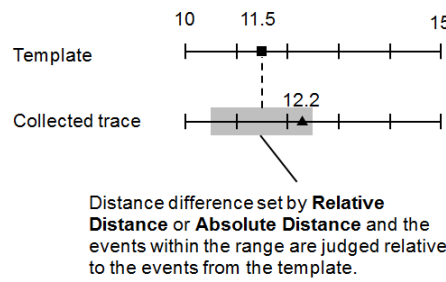 10 11.5 15
Template
12.2
Collected trace
Distance difference set by Relative
Distance or Absolute Distance and the
events within the range are judged relative
to the events from the template.